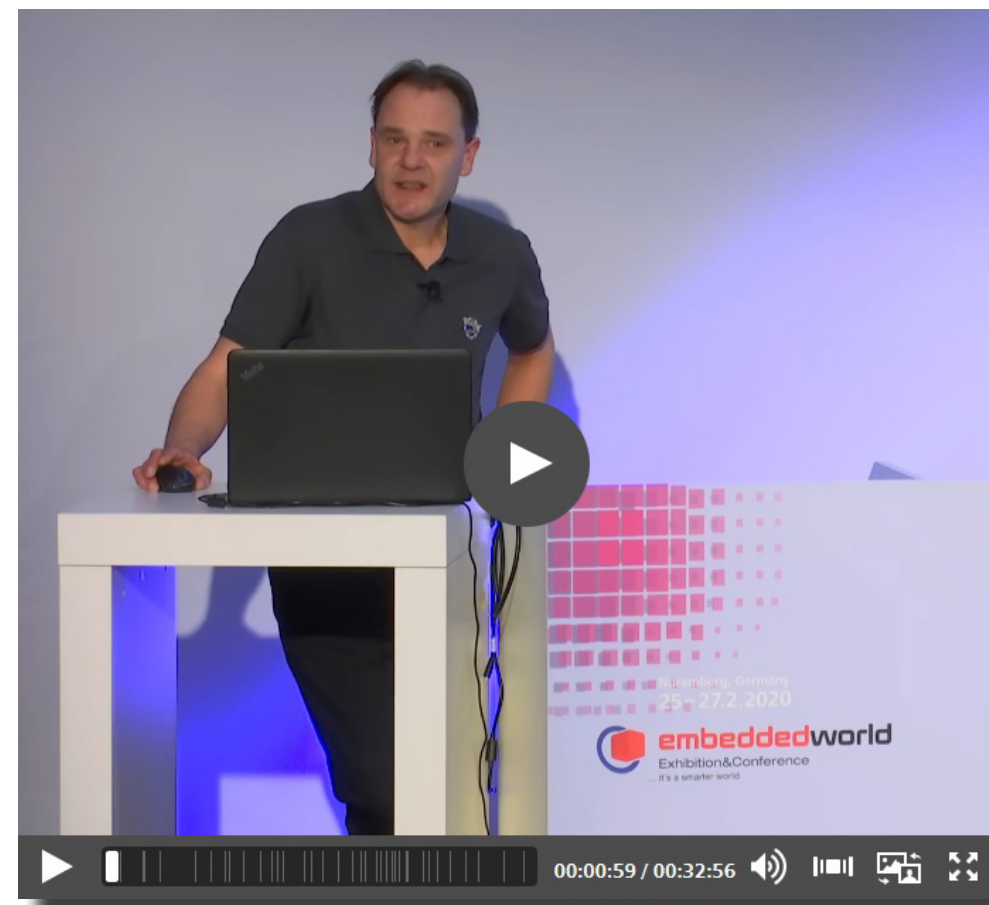 Nuremberg, Germany
25–27.2.2020
embeddedworld
Exhibition&Conference
... it's a smarter world
00:00:59 / 00:32:56